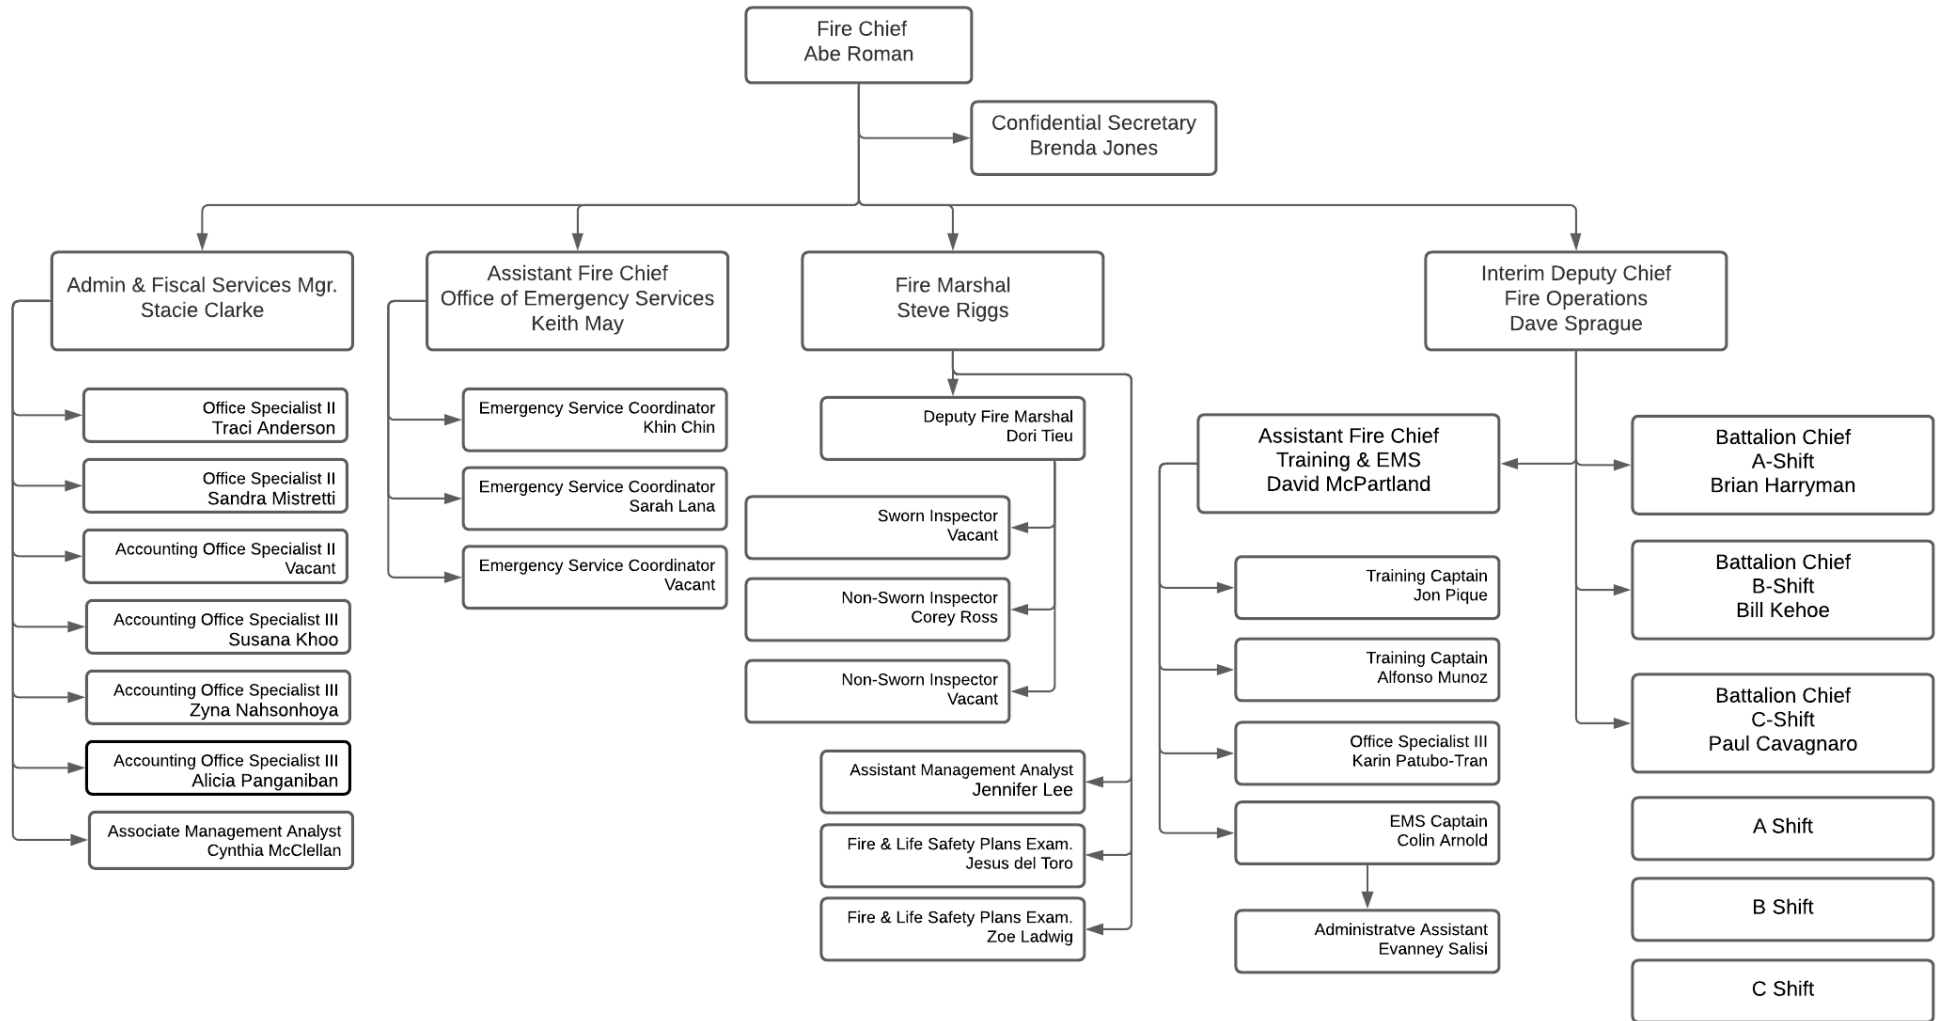 Fire Chief
Abe Roman
Confidential Secretary
Brenda Jones
Admin & Fiscal Services Mgr.
Stacie Clarke
Office Specialist II
Traci Anderson
Office Specialist II
Sandra Mistretti
Accounting Office Specialist II
Vacant
Accounting Office Specialist III
Susana Khoo
Accounting Office Specialist III
Zyna Nahsonhoya
Accounting Office Specialist III
Alicia Panganiban
Associate Management Analyst
Cynthia McClellan
Assistant Fire Chief
Office of Emergency Services
Keith May
Emergency Service Coordinator
Khin Chin
Emergency Service Coordinator
Sarah Lana
Emergency Service Coordinator
Vacant
Fire Marshal
Steve Riggs
Deputy Fire Marshal
Dori Tieu
Sworn Inspector
Vacant
Non-Sworn Inspector
Corey Ross
Non-Sworn Inspector
Vacant
Assistant Management Analyst
Jennifer Lee
Fire & Life Safety Plans Exam.
Jesus del Toro
Fire & Life Safety Plans Exam.
Zoe Ladwig
Interim Deputy Chief
Fire Operations
Dave Sprague
Assistant Fire Chief
Training & EMS
David McPartland
Training Captain
Jon Pique
Training Captain
Alfonso Munoz
Office Specialist III
Karin Patubo-Tran
EMS Captain
Colin Arnold
Administratve Assistant
Evanney Salisi
Battalion Chief
A-Shift
Brian Harryman
Battalion Chief
B-Shift
Bill Kehoe
Battalion Chief
C-Shift
Paul Cavagnaro
A Shift
B Shift
C Shift